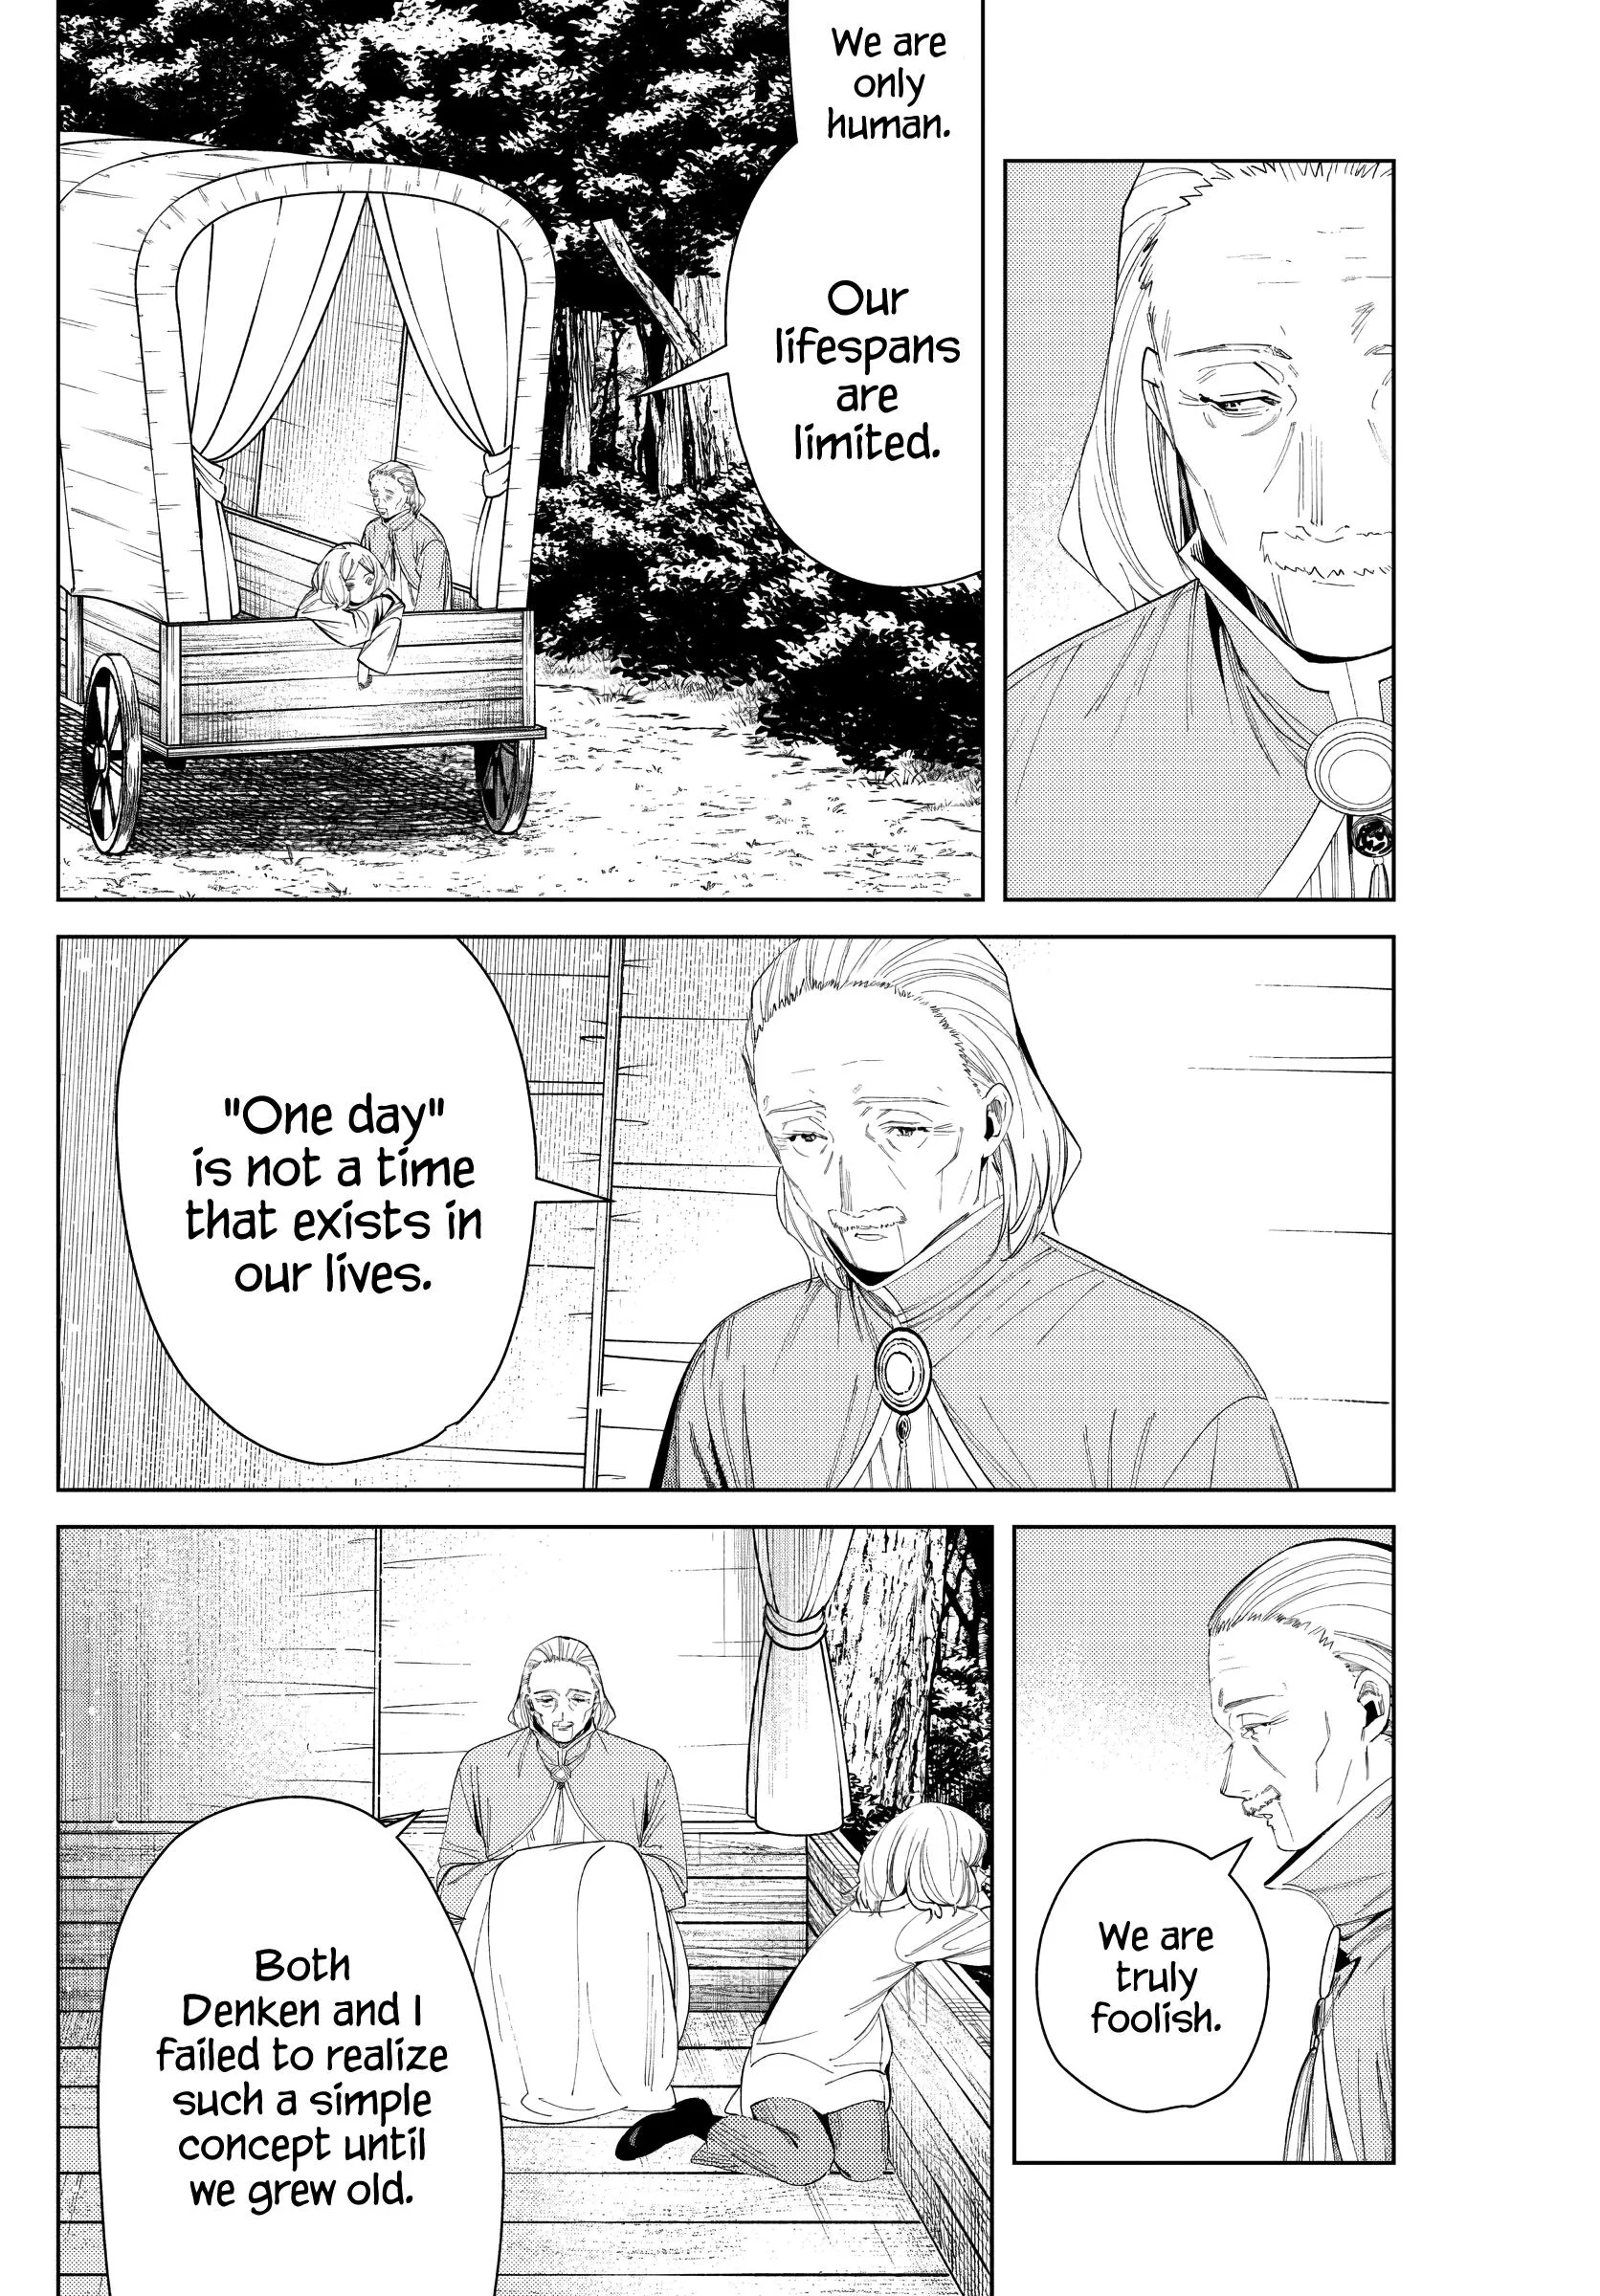 We are
only
human.
Our
lifespans
are
limited.
"One day"
is not a time
that exists in
our lives.
We are
truly
foolish.
Both
Denken and I
failed to realize
such a simple
concept until
we grew old.